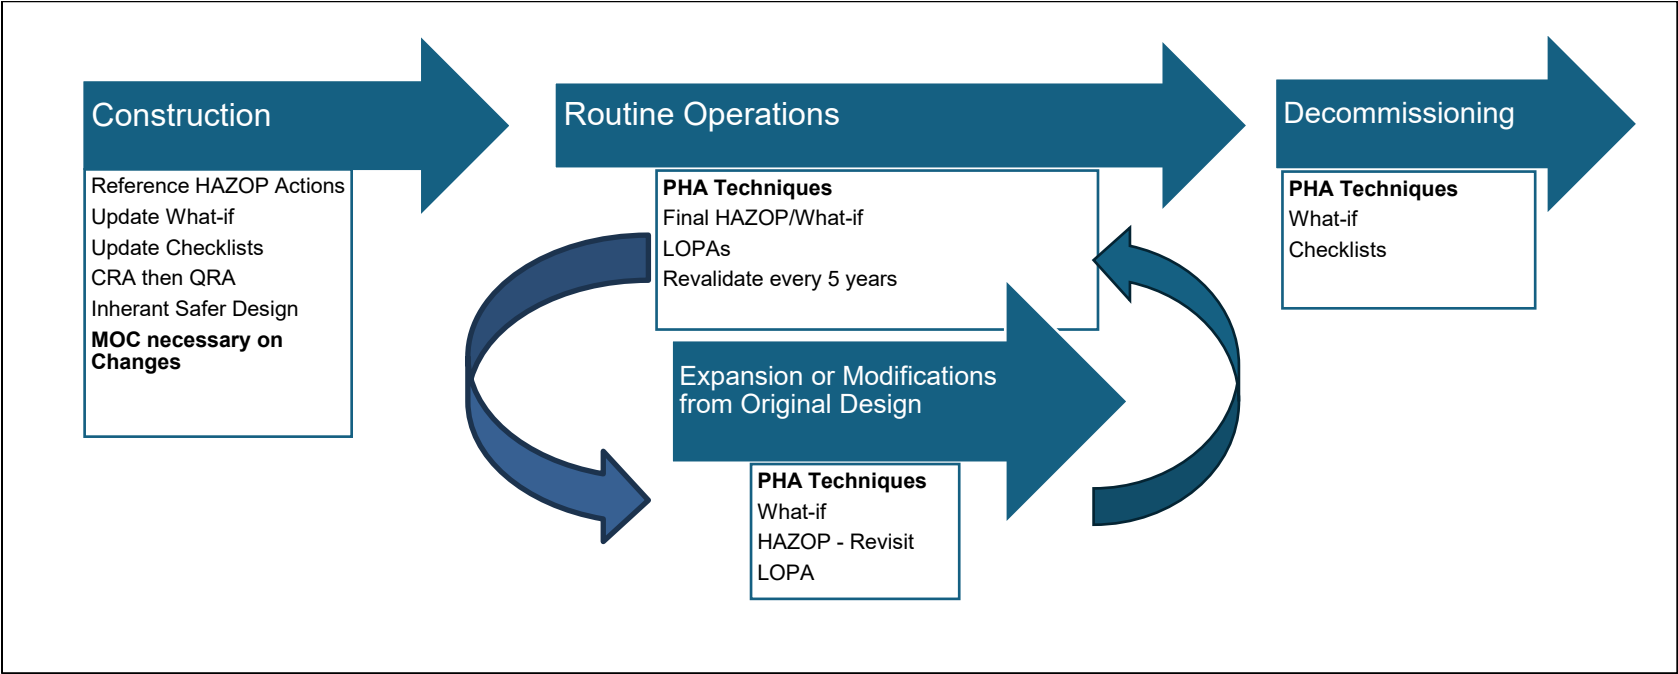 Construction
Reference HAZOP Actions
Update What-if
Update Checklists
CRA then QRA
Inherant Safer Design
MOC necessary on
Changes
Routine Operations
PHA Techniques
Final HAZOP/What-if
LOPAs
Revalidate every 5 years
Expansion or Modifications
from Original Design
PHA Techniques
What-if
HAZOP - Revisit
LOPA
Decommissioning
PHA Techniques
What-if
Checklists